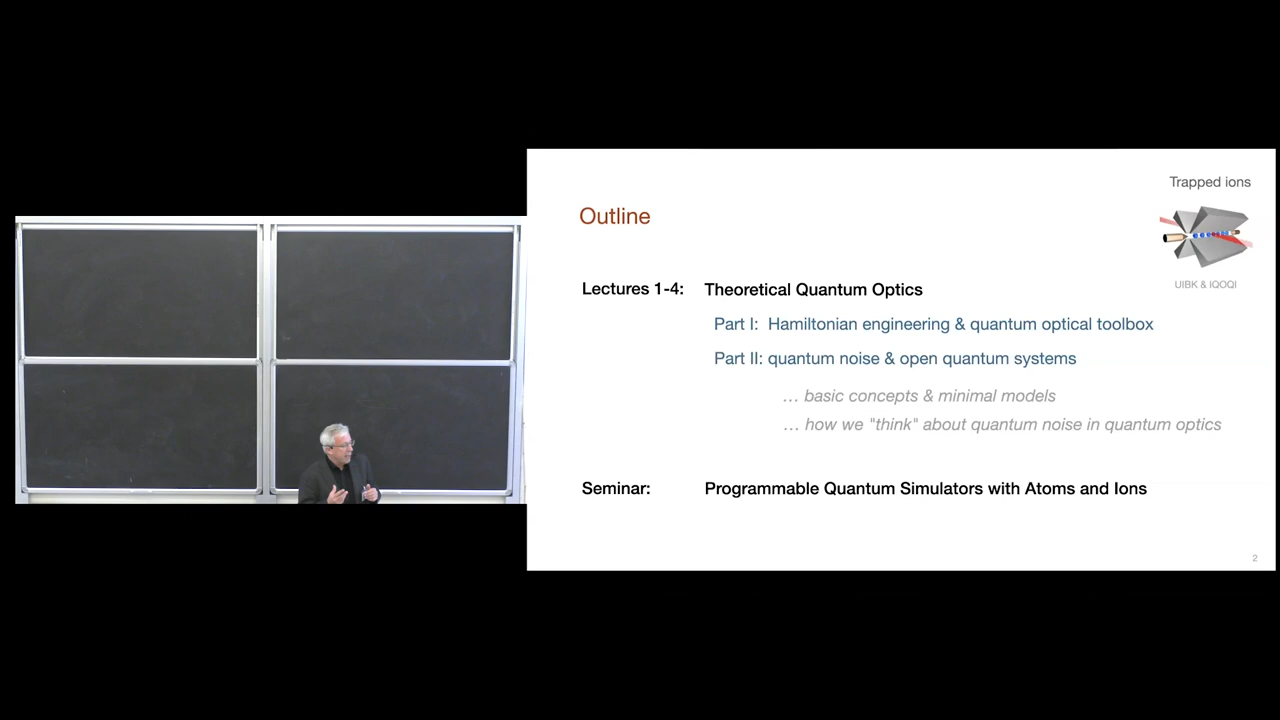 Trapped ions
Outline
UIBK & IQOQI
Lectures 1-4: Theoretical Quantum Optics
Part I: Hamiltonian engineering & quantum optical toolbox
Part II: quantum noise & open quantum systems
… basic concepts & minimal models
… how we "think" about quantum noise in quantum optics
Seminar: Programmable Quantum Simulators with Atoms and Ions
2